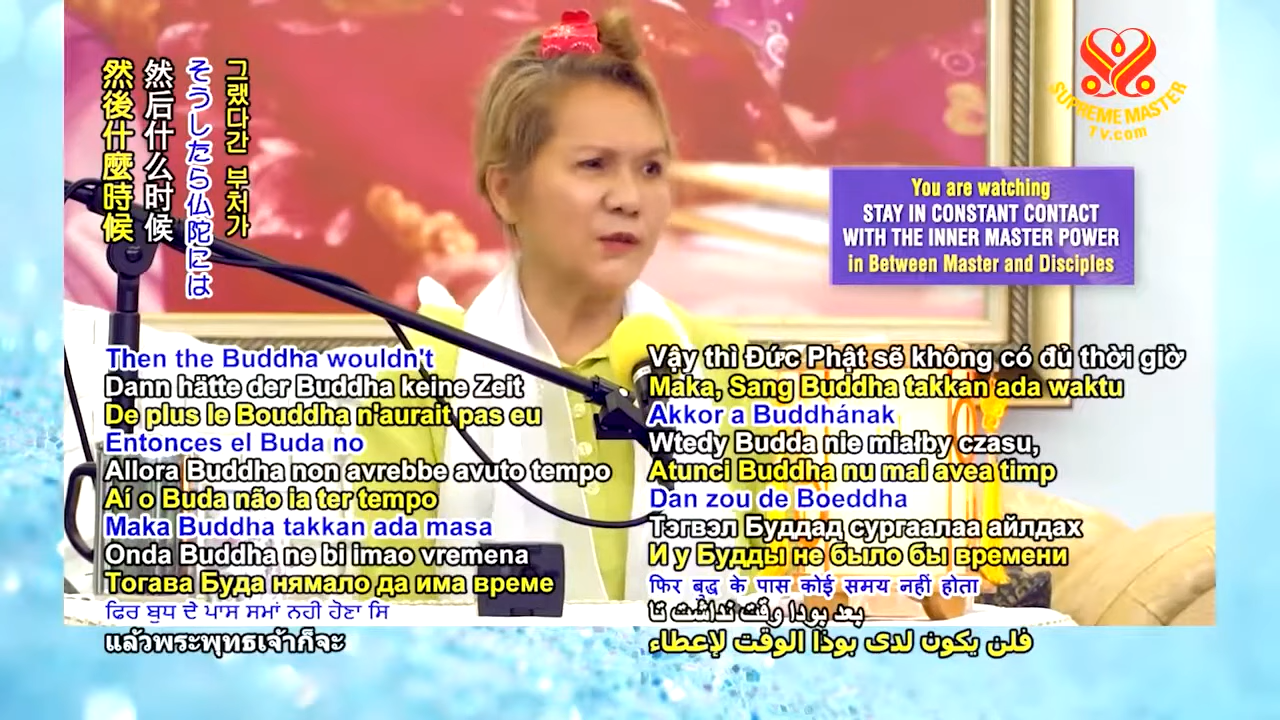 然後什麼時候
然后什么时候
そうしたら仏陀には
그랬다간 부처가
SUPREME MASTER
TV.com
You are watching
STAY IN CONSTANT CONTACT
WITH THE INNER MASTER POWER
in Between Master and Disciples
Then the Buddha wouldn't
Dann hätte der Buddha keine Zeit
De plus le Bouddha n'aurait pas eu
Entonces el Buda no
Allora Buddha non avrebbe avuto tempo
Aí o Buda não ia ter tempo
Maka Buddha takkan ada masa
Onda Buddha ne bi imao vremena
Тогава Буда нямало да има време
ਫਿਰ ਬੁਧ ਦੇ ਪਾਸ ਸਮਾਂ ਨਹੀ ਹੋਣਾ ਸਿ
แล้วพระพุทธเจ้าก็จะ
Vậy thì Đức Phật sẽ không có đủ thời giờ
Maka, Sang Buddha takkan ada waktu
Akkor a Buddhának
Wtedy Budda nie miałby czasu,
Atunci Buddha nu mai avea timp
Dan zou de Boeddha
Тэгвэл Буддад сургаалаа айлдах
И у Будды не было бы времени
फिर बुद्ध के पास कोई समय नहीं होता
بعد بودا وقت نداشت تا
فلن يكون لدى بوذا الوقت لإعطاء